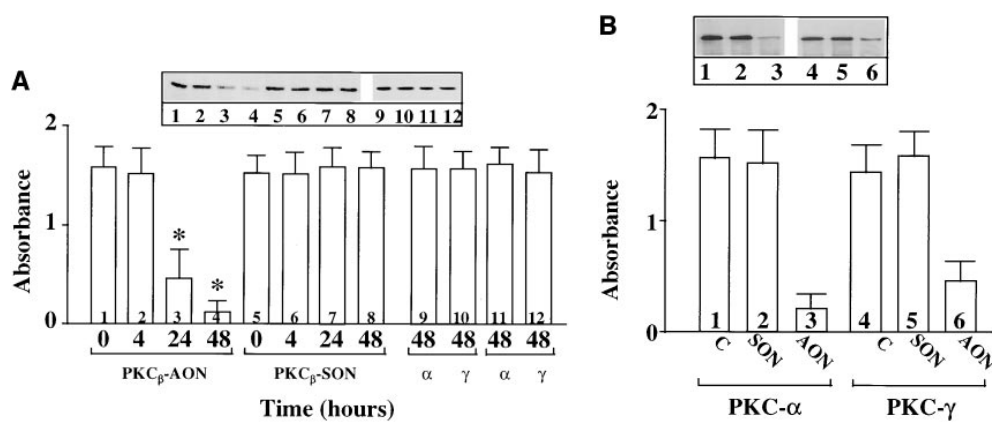 A
1 2 3 4 5 6 7 8 9 10 11 12
Absorbance
2
1
0
1 2 3 4 5 6 7 8 9 10 11 12
0 4 24 48 0 4 24 48 48 48 48 48
* *
PKCβ-AON PKCβ-SON α γ α γ
Time (hours)
B
1 2 3 4 5 6
Absorbance
2
1
0
1 2 3 4 5 6
C SON AON C SON AON
PKC-α PKC-γ